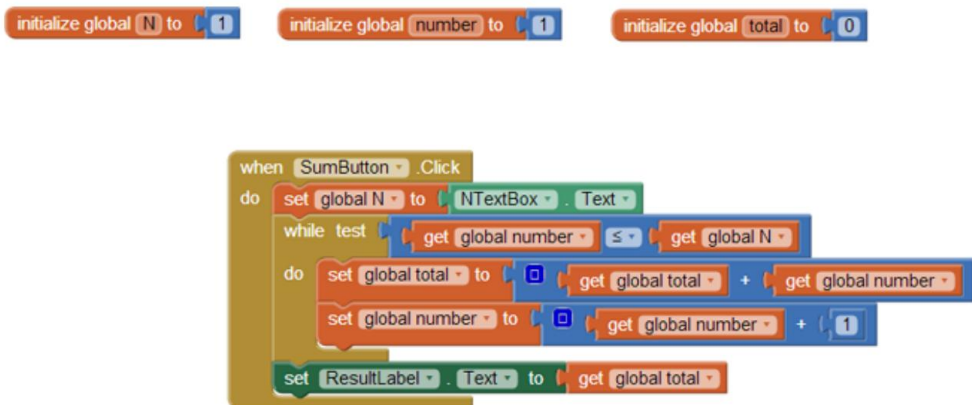 initialize global N to 1
initialize global number to 1
initialize global total to 0
when SumButton .Click
do set global N to NTextBox . Text
while test get global number ≤ get global N
do set global total to get global total + get global number
set global number to get global number + 1
set ResultLabel . Text to get global total